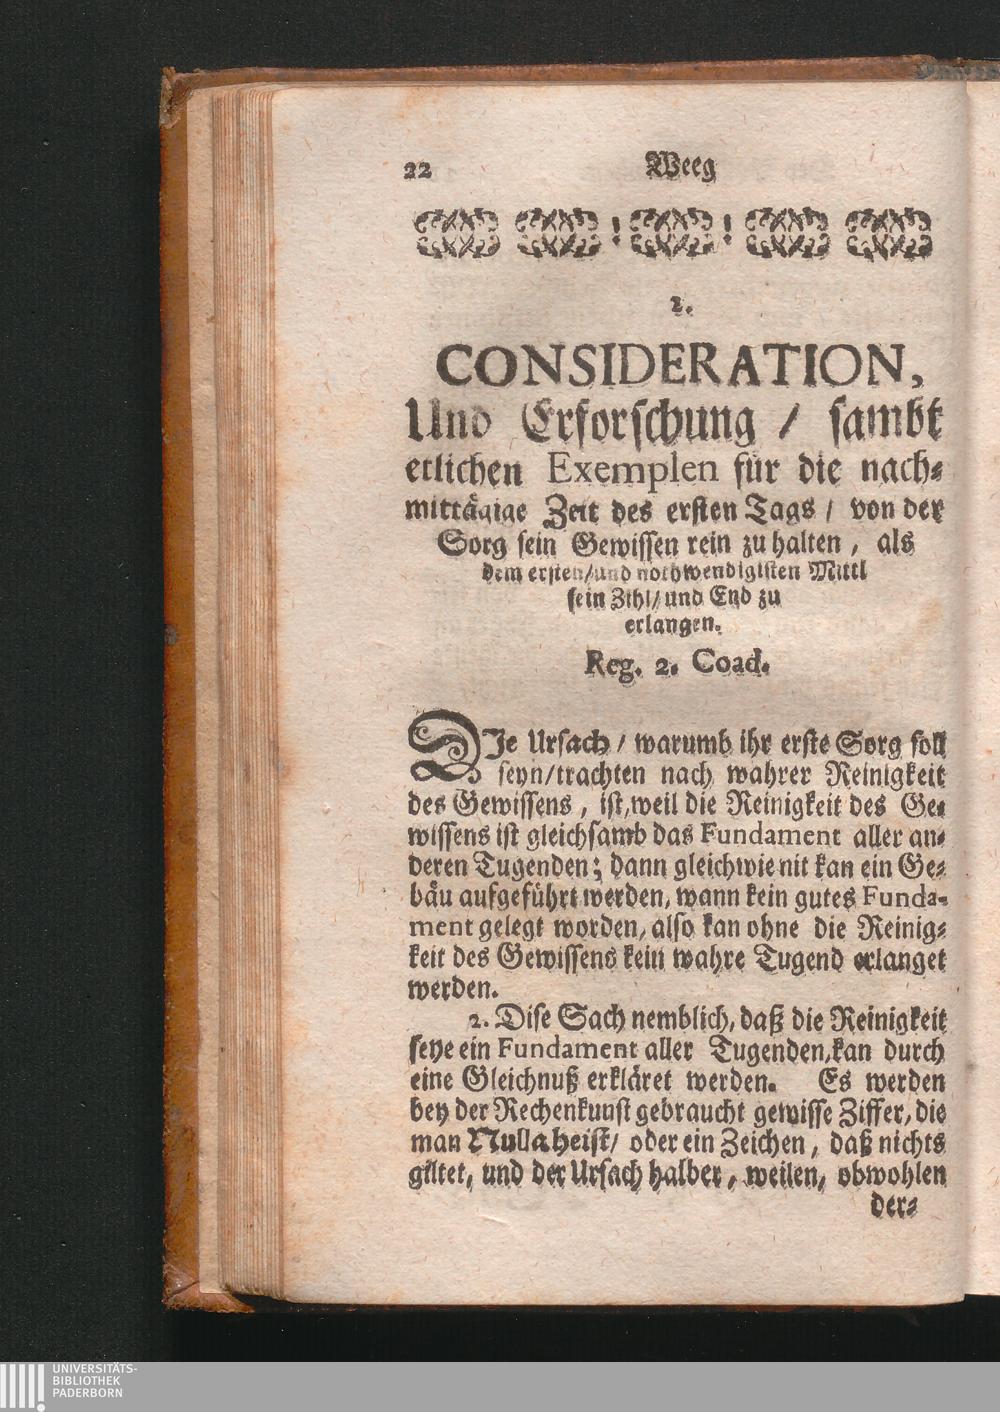 22 Weeg
2.
CONSIDERATION,
Und Erforschung / sambt
etlichen Exemplen für die nach-
mittägige Zeit des ersten Tags / von der
Sorg sein Gewissen rein zu halten, als
dem ersten / und nothwendigisten Mittl
sein Zihl / und End zu
erlangen.
Reg. 2. Coad.
DJe Ursach / warumb ihr erste Sorg soll
seyn / trachten nach wahrer Reinigkeit
des Gewissens, ist, weil die Reinigkeit des Ge-
wissens ist gleichsamb das Fundament aller an-
deren Tugenden; dann gleichwie nit kan ein Ge-
bäu aufgeführt werden, wann kein gutes Funda-
ment gelegt worden, also kan ohne die Reinig-
keit des Gewissens kein wahre Tugend erlanget
werden.
2. Dise Sach nemblich, daß die Reinigkeit
seye ein Fundament aller Tugenden, kan durch
eine Gleichnuß erkläret werden. Es werden
bey der Rechenkunst gebraucht gewisse Ziffer, die
man Nulla heist / oder ein Zeichen, daß nichts
giltet, und der Ursach halber, weilen, obwohlen
der-
UNIVERSITÄTS-
BIBLIOTHEK
PADERBORN